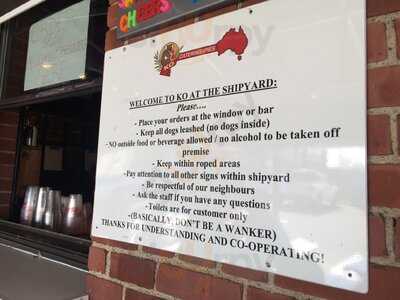 CHEERS
KO
CATERING&PIES
WELCOME TO KO AT THE SHIPYARD:
Please….
- Place your orders at the window or bar
- Keep all dogs leashed (no dogs inside)
- NO outside food or beverage allowed / no alcohol to be taken off
premise
- Keep within roped areas
-Pay attention to all other signs within shipyard
- Be respectful of our neighbours
- Ask the staff if you have any questions
- Toilets are for customer only
-(BASICALLY, DON'T BE A WANKER)
THANKS FOR UNDERSTANDING AND CO-OPERATING!